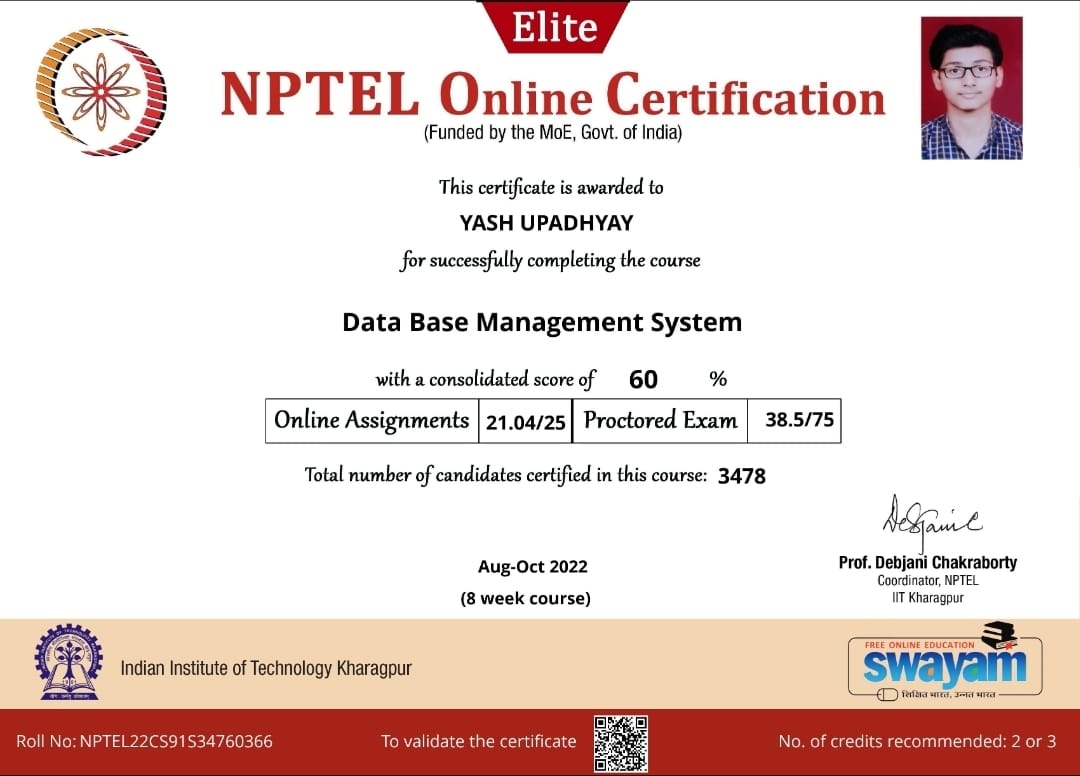 Elite
NPTEL Online Certification
(Funded by the MoE, Govt. of India)
This certificate is awarded to
YASH UPADHYAY
for successfully completing the course
Data Base Management System
with a consolidated score of 60 %
Online Assignments 21.04/25 Proctored Exam 38.5/75
Total number of candidates certified in this course: 3478
Aug-Oct 2022
(8 week course)
Prof. Debjani Chakraborty
Coordinator, NPTEL
IIT Kharagpur
Indian Institute of Technology Kharagpur
FREE ONLINE EDUCATION
swayam
शिक्षित भारत, उन्नत भारत
Roll No: NPTEL22CS91S34760366
To validate the certificate
No. of credits recommended: 2 or 3